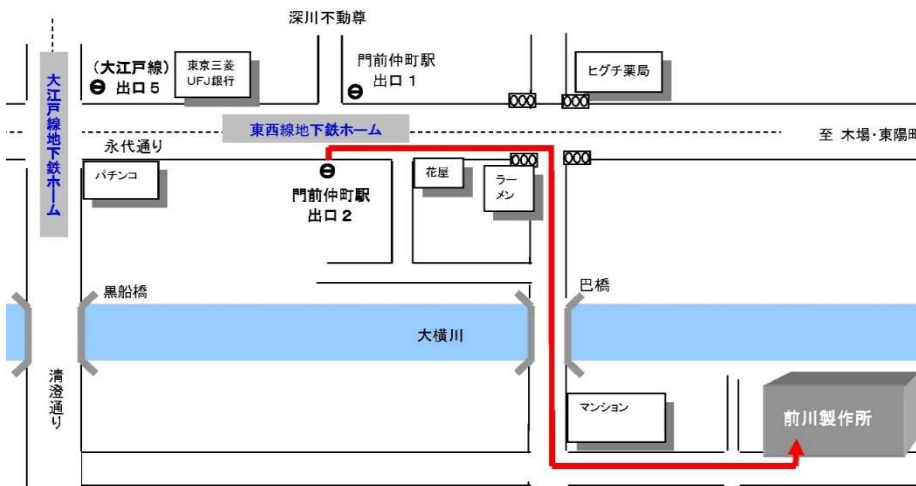 深川不動尊
(大江戸線)
出口5
東京三菱
UFJ銀行
門前仲町駅
出口1
ヒグチ薬局
大江戸線地下鉄ホーム
東西線地下鉄ホーム
永代通り
至 木場・東陽町
パチンコ
門前仲町駅
出口2
花屋
ラー
メン
黒船橋
巴橋
大横川
清澄通り
マンション
前川製作所